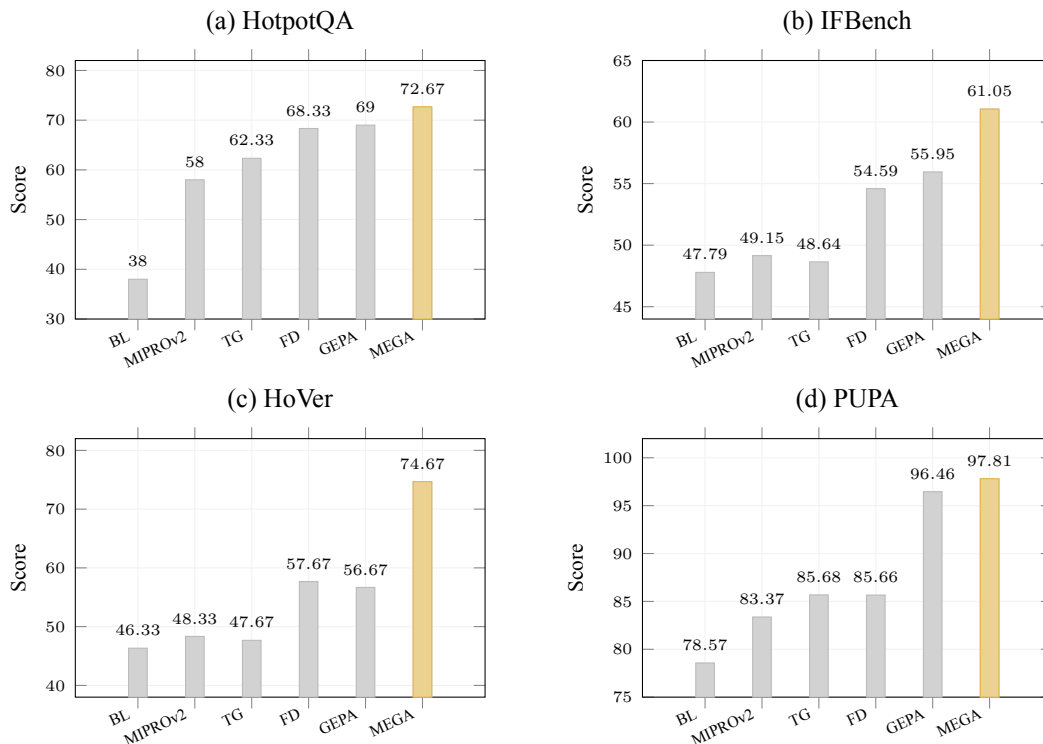 (a) HotpotQA
80
70
60
50
40
30
Score
38
58
62.33
68.33
69
72.67
BL
MIPROv2
TG
FD
GEPA
MEGA
(b) IFBench
65
60
55
50
45
Score
47.79
49.15
48.64
54.59
55.95
61.05
BL
MIPROv2
TG
FD
GEPA
MEGA
(c) HoVer
80
70
60
50
40
Score
46.33
48.33
47.67
57.67
56.67
74.67
BL
MIPROv2
TG
FD
GEPA
MEGA
(d) PUPA
100
95
90
85
80
75
Score
78.57
83.37
85.68
85.66
96.46
97.81
BL
MIPROv2
TG
FD
GEPA
MEGA